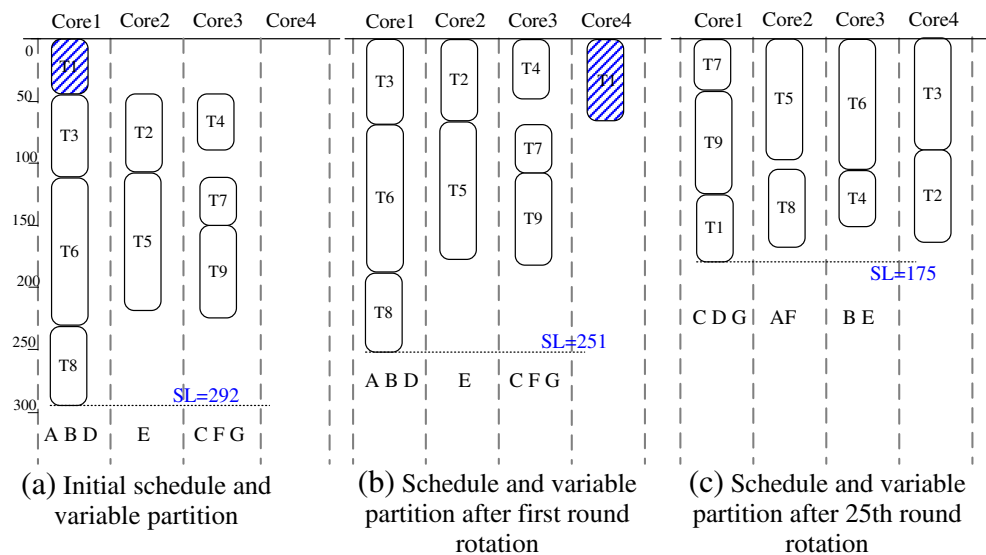 Core1 Core2 Core3 Core4
0
50
100
150
200
250
300
T1
T3
T6
T8
T2
T5
T4
T7
T9
SL=292
A B D E C F G
(a) Initial schedule and
variable partition
Core1 Core2 Core3 Core4
T3
T6
T8
T2
T5
T4
T7
T9
T1
SL=251
A B D E C F G
(b) Schedule and variable
partition after first round
rotation
Core1 Core2 Core3 Core4
T7
T9
T1
T5
T8
T6
T4
T3
T2
SL=175
C D G AF B E
(c) Schedule and variable
partition after 25th round
rotation